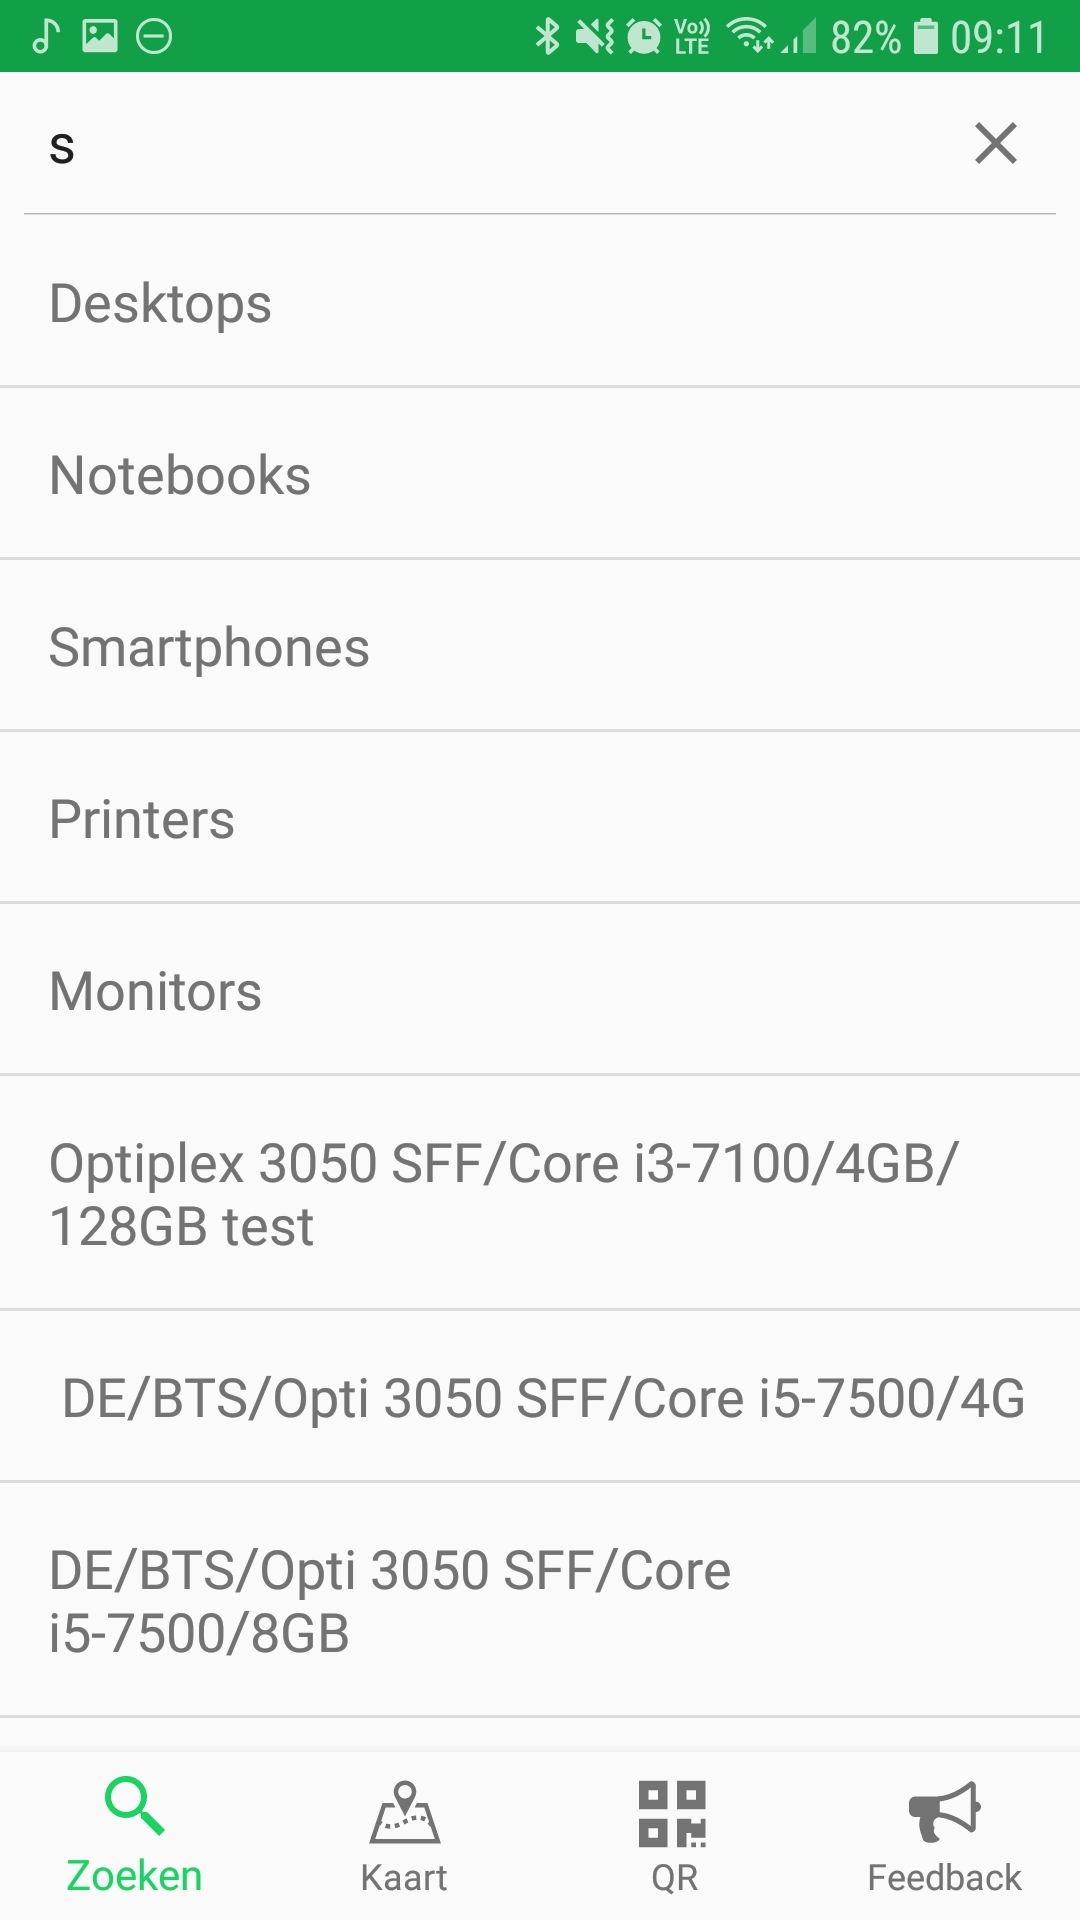 Vo)) LTE 82% 09:11
s
Desktops
Notebooks
Smartphones
Printers
Monitors
Optiplex 3050 SFF/Core i3-7100/4GB/
128GB test
DE/BTS/Opti 3050 SFF/Core i5-7500/4G
DE/BTS/Opti 3050 SFF/Core
i5-7500/8GB
Zoeken Kaart QR Feedback